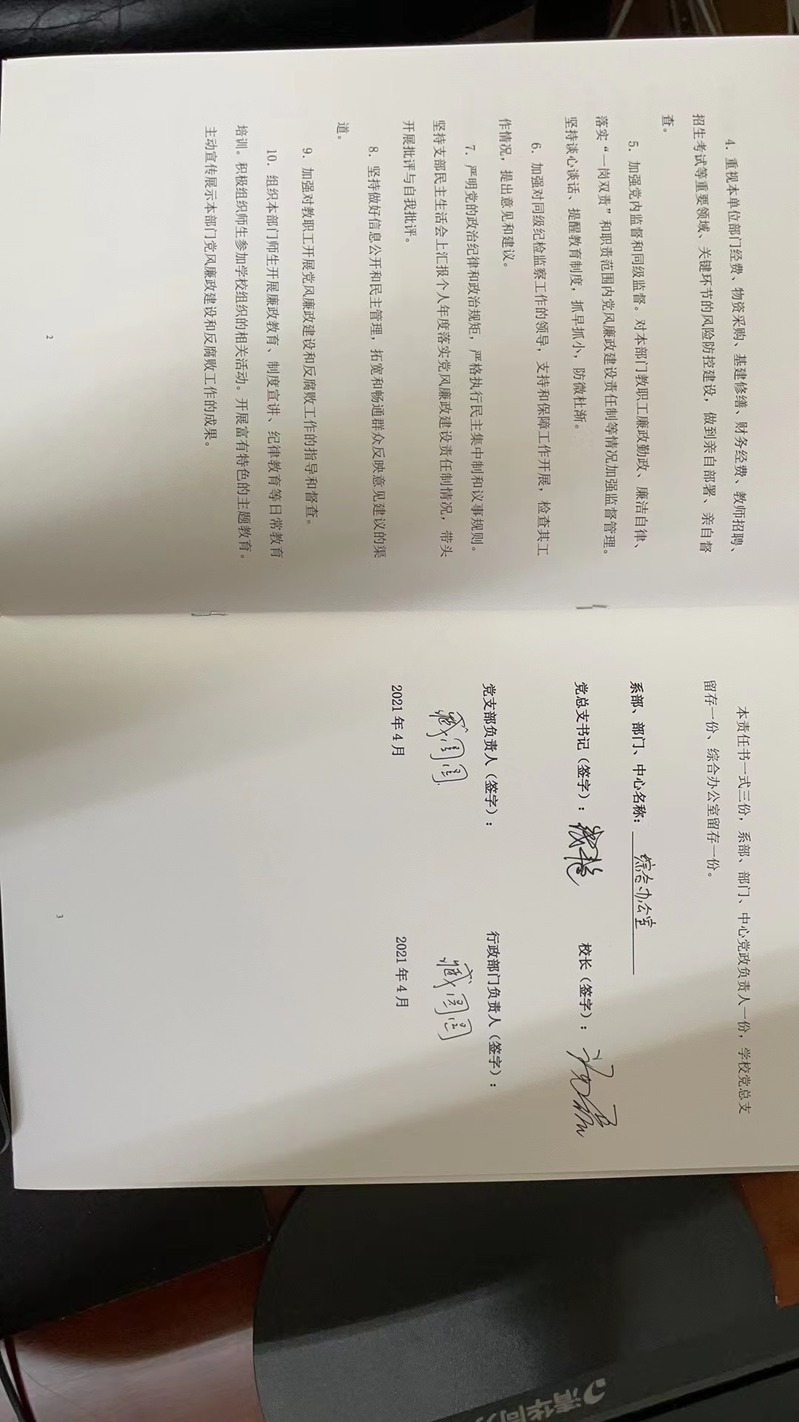 4. 重视本单位部门经费、物资采购、基建修缮、财务经费、教师招聘、
招生考试等重要领域、关键环节的风险防控建设，做到亲自部署、亲自督
查。
5. 加强党内监督和同级监督。对本部门教职工廉政勤政、廉洁自律、
落实“一岗双责”和职责范围内党风廉政建设责任制等情况加强监督管理。
坚持谈心谈话、提醒教育制度，抓早抓小，防微杜渐。
6. 加强对同级纪检监察工作的领导，支持和保障工作开展，检查其工
作情况，提出意见和建议。
7. 严明党的政治纪律和政治规矩，严格执行民主集中制和议事规则。
坚持支部民主生活会上汇报个人年度落实党风廉政建设责任制情况，带头
开展批评与自我批评。
8. 坚持做好信息公开和民主管理，拓宽和畅通群众反映意见建议的渠
道。
9. 加强对教职工开展党风廉政建设和反腐败工作的指导和督查。
10. 组织本部门师生开展廉政教育、制度宣讲、纪律教育等日常教育
培训。积极组织师生参加学校组织的相关活动。开展富有特色的主题教育。
主动宣传展示本部门党风廉政建设和反腐败工作的成果。
2
本责任书一式三份，系部、部门、中心党政负责人一份，学校党总支
留存一份、综合办公室留存一份。
系部、部门、中心名称： 综合办公室
党总支书记（签字）： 校长（签字）：
党支部负责人（签字）： 行政部门负责人（签字）：
臧圆圆 臧圆圆
2021 年 4 月 2021 年 4 月
3
清华同方